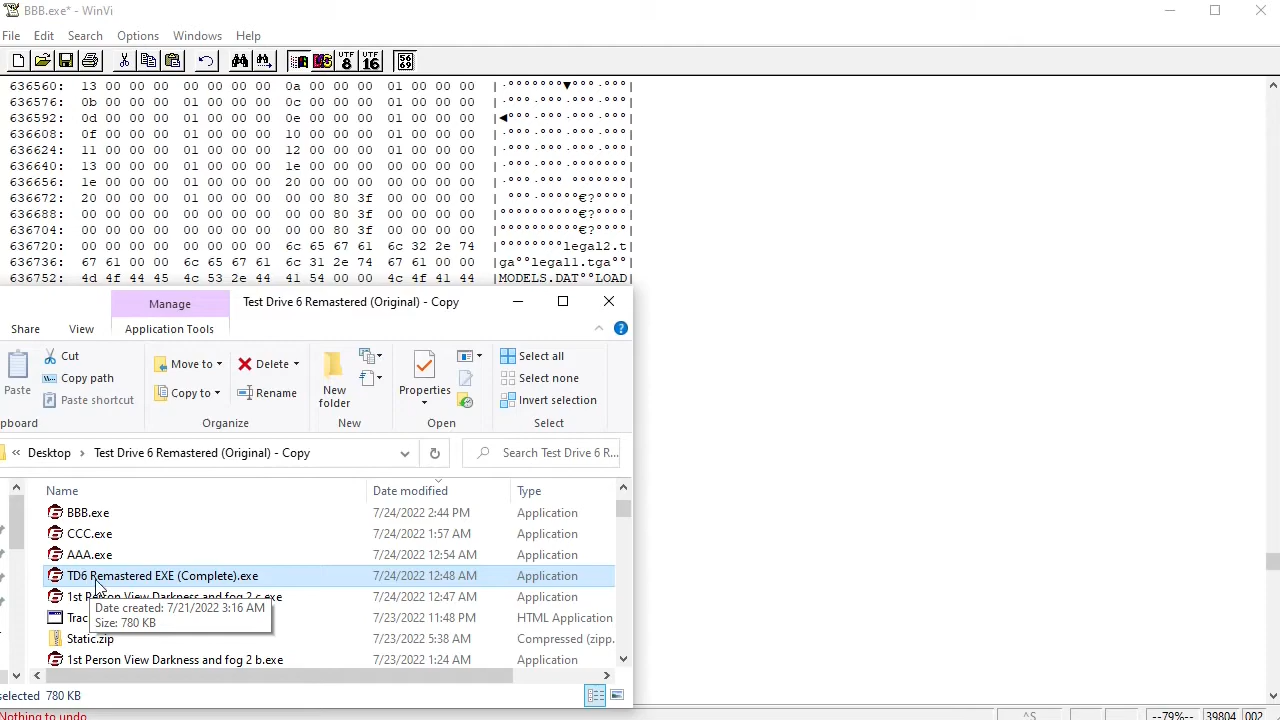 BBB.exe* - WinVi
File Edit Search Options Windows Help
UTF 8 UTF 16 56 69
636560: 13 00 00 00 00 00 00 00 0a 00 00 00 01 00 00 00
636576: 0b 00 00 00 01 00 00 00 0c 00 00 00 01 00 00 00
636592: 0d 00 00 00 01 00 00 00 0e 00 00 00 01 00 00 00
636608: 0f 00 00 00 01 00 00 00 10 00 00 00 01 00 00 00
636624: 11 00 00 00 01 00 00 00 12 00 00 00 01 00 00 00
636640: 13 00 00 00 01 00 00 00 1e 00 00 00 00 00 00 00
636656: 1e 00 00 00 01 00 00 00 20 00 00 00 00 00 00 00
636672: 20 00 00 00 01 00 00 00 00 00 80 3f 00 00 00 00 €?
636688: 00 00 00 00 00 00 00 00 00 00 80 3f 00 00 00 00 €?
636704: 00 00 00 00 00 00 00 00 00 00 80 3f 00 00 00 00 €?
636720: 00 00 00 00 00 00 00 00 6c 65 67 61 6c 32 2e 74 |°°°°°°°°legal2.t|
636736: 67 61 00 00 6c 65 67 61 6c 31 2e 74 67 61 00 00 |ga°°legal1.tga°°|
636752: 4d 4f 44 45 4c 53 2e 44 41 54 00 00 4c 4f 41 44 |MODELS.DAT°°LOAD|
Manage Test Drive 6 Remastered (Original) - Copy
Share View Application Tools
Paste Cut Copy path Paste shortcut
Move to Copy to Delete Rename
New folder
Properties
Select all
Select none
Invert selection
pboard Organize New Open Select
« Desktop › Test Drive 6 Remastered (Original) - Copy Search Test Drive 6 R...
Name Date modified Type
BBB.exe 7/24/2022 2:44 PM Application
CCC.exe 7/24/2022 1:57 AM Application
AAA.exe 7/24/2022 12:54 AM Application
TD6 Remastered EXE (Complete).exe 7/24/2022 12:48 AM Application
1st Person View Darkness and fog 2 c.exe 7/24/2022 12:47 AM Application
Trac 7/23/2022 11:48 PM HTML Application
Date created: 7/21/2022 3:16 AM
Size: 780 KB
Static.zip 7/23/2022 5:38 AM Compressed (zipp.
1st Person View Darkness and fog 2 b.exe 7/23/2022 1:24 AM Application
selected 780 KB
Nothing to undo ^S --79%-- 39804 002